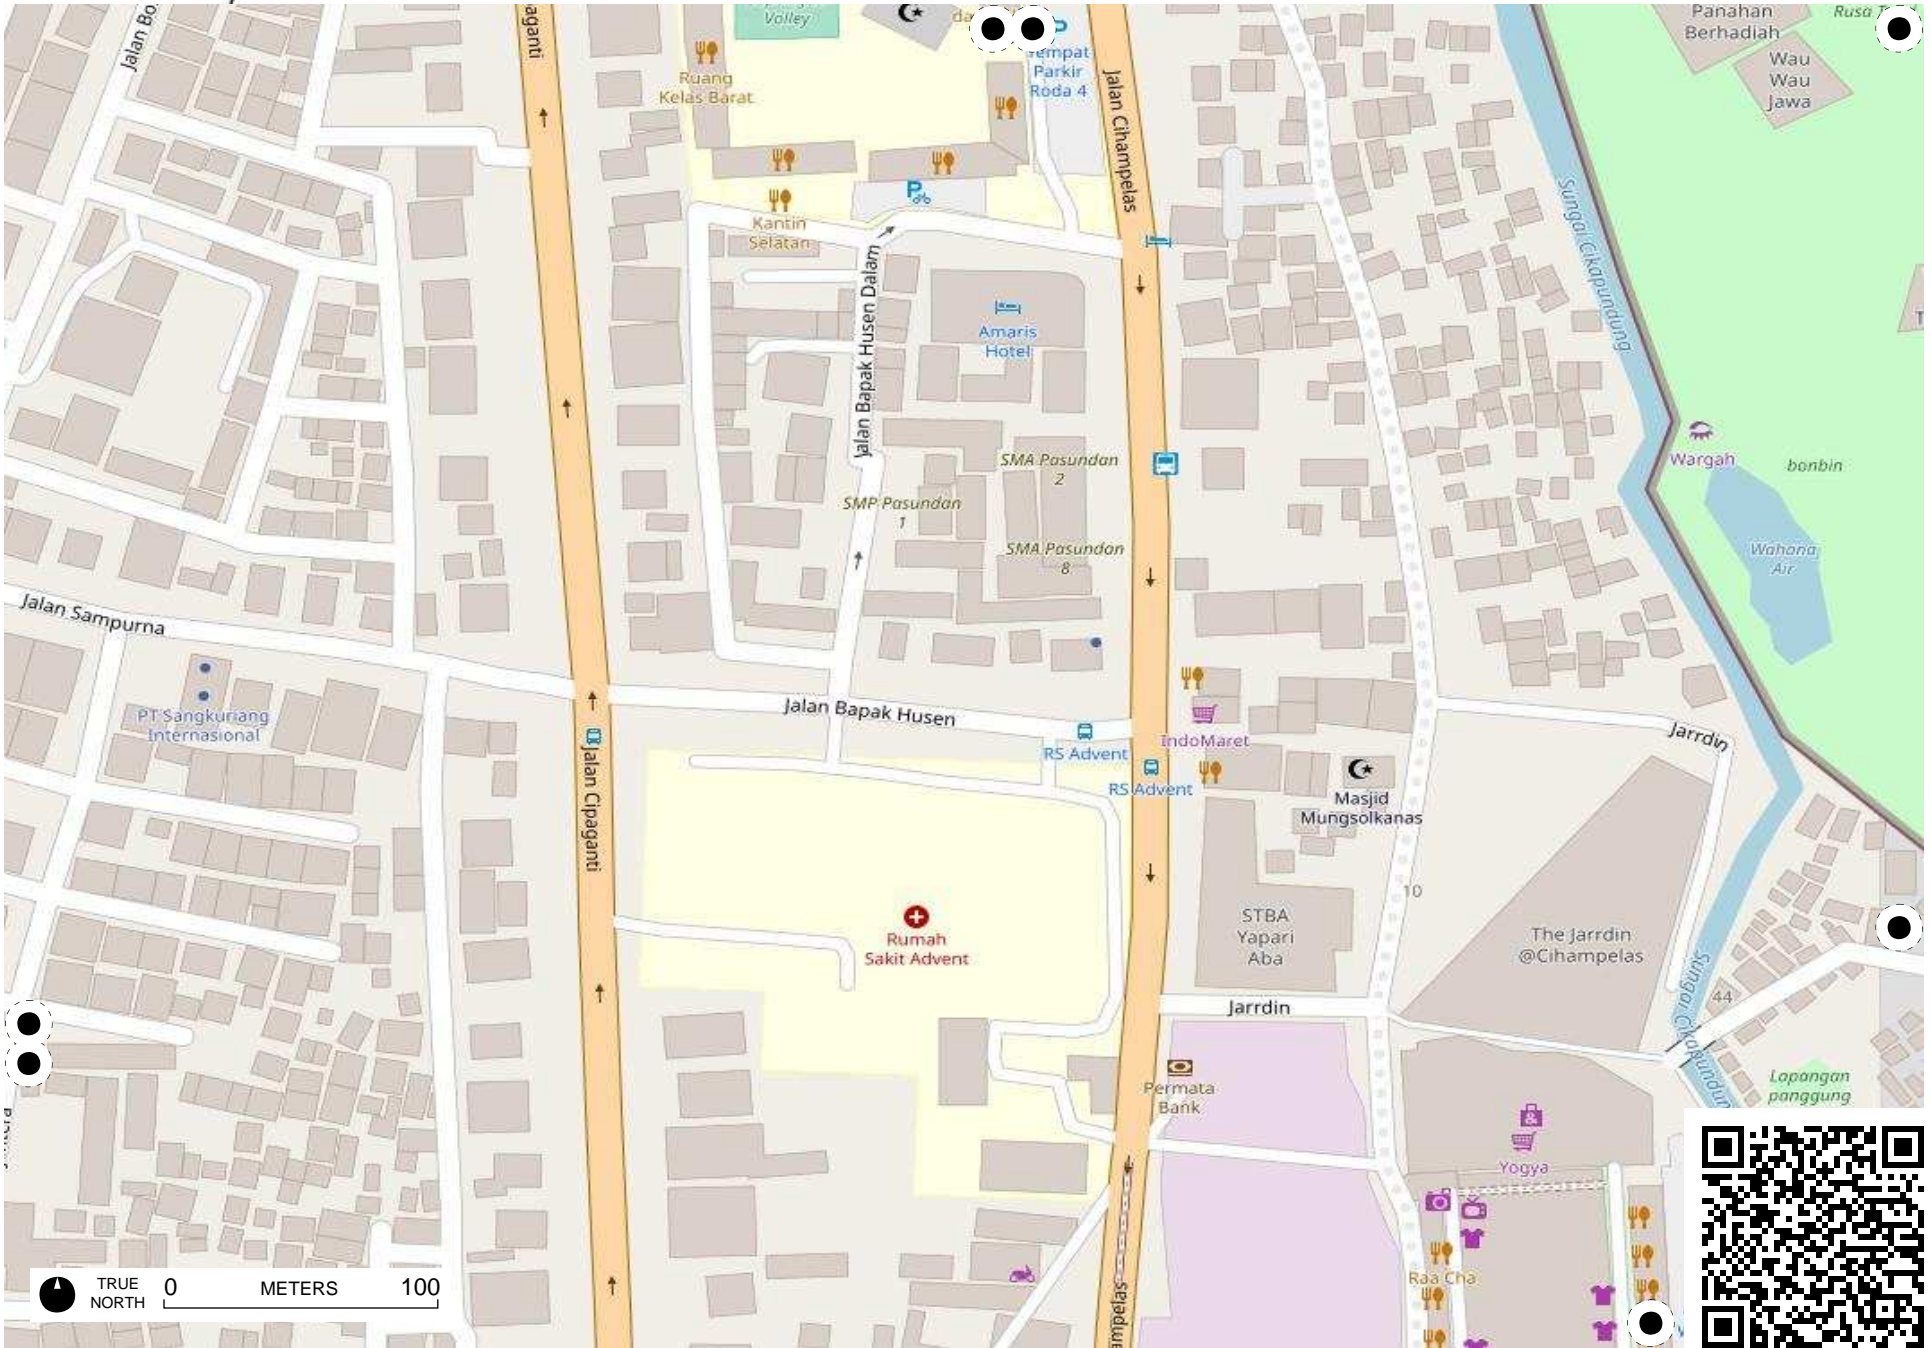 Jalan Bo
aganti
Volley
Ruang
Kelas Barat
Tempat
Parkir
Roda 4
Jalan Cihampelas
Panahan
Berhadiah
Wau
Wau
Jawa
Kantin
Selatan
Jalan Bapak Husen Dalam
Amaris
Hotel
Sungai Cikapundung
SMA Pasundan
2
SMP Pasundan
1
SMA Pasundan
8
Wargah
bonbin
Wahana
Air
Jalan Sampurna
PT Sangkuriang
Internasional
Jalan Bapak Husen
RS Advent
RS Advent
IndoMaret
Jarrdin
Masjid
Mungsolkanas
Jalan Cipaganti
10
Rumah
Sakit Advent
STBA
Yapari
Aba
The Jarrdin
@Cihampelas
44
Sungai Cikapundung
Jarrdin
Permata
Bank
Lapangan
panggung
Yogya
Raa Cha
TRUE
NORTH
0 METERS 100